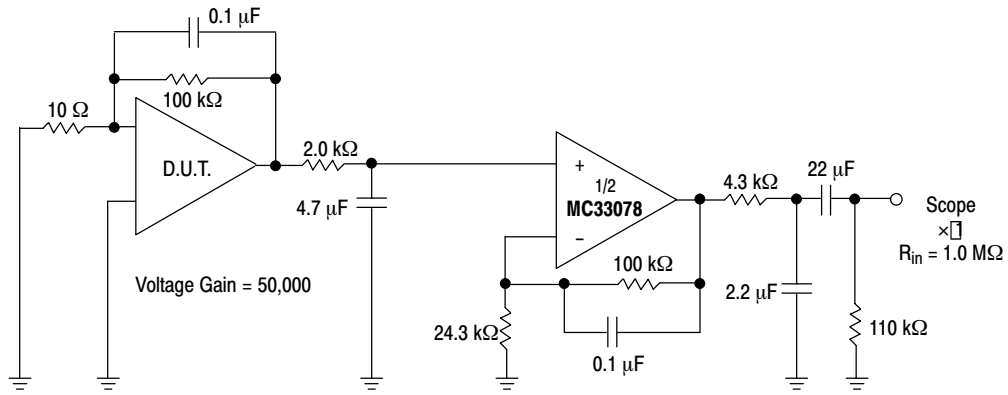 0.1 μF
100 kΩ
10 Ω
D.U.T.
2.0 kΩ
4.7 μF
Voltage Gain = 50,000
+
1/2
MC33078
−
4.3 kΩ
22 μF
Scope
×
R_in = 1.0 MΩ
100 kΩ
2.2 μF
24.3 kΩ
0.1 μF
110 kΩ